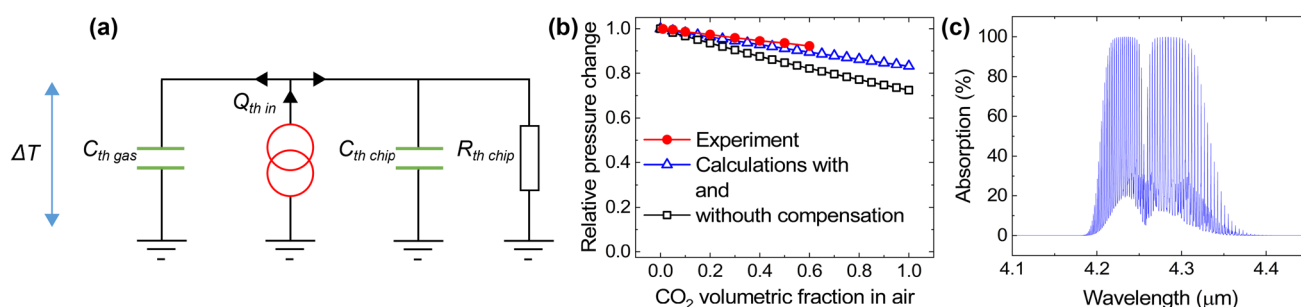 (a)
ΔT
C_th gas
Q_th in
C_th chip
R_th chip
(b)
Relative pressure change
1.0
0.8
0.6
0.4
0.2
0.0
Experiment
Calculations with
and
withouth compensation
0.0 0.2 0.4 0.6 0.8 1.0
CO₂ volumetric fraction in air
(c)
Absorption (%)
100
80
60
40
20
0
4.1 4.2 4.3 4.4
Wavelength (μm)